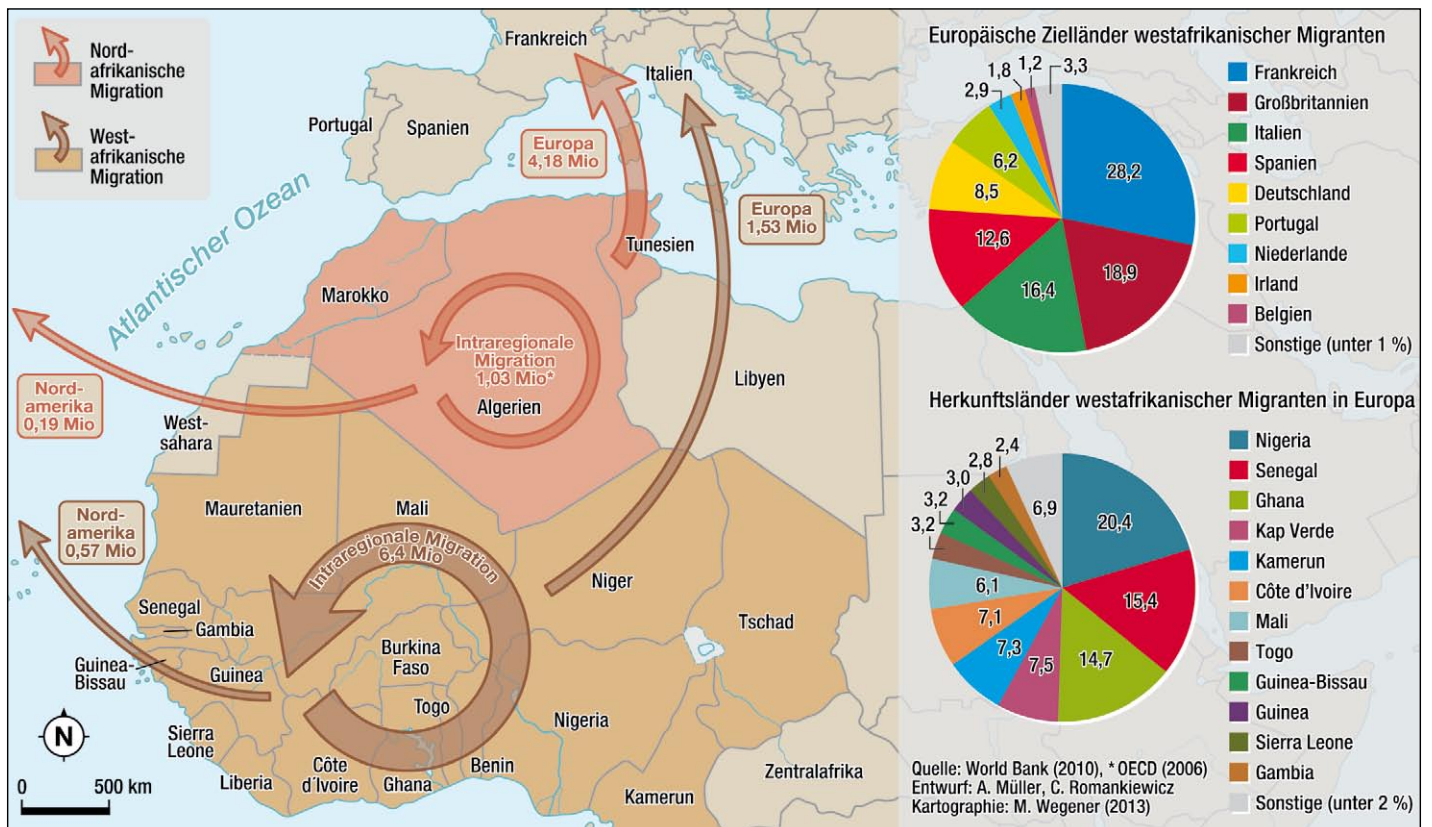 Nord-
afrikanische
Migration
West-
afrikanische
Migration
Frankreich
Italien
Portugal
Spanien
Europa
4,18 Mio
Europa
1,53 Mio
Atlantischer Ozean
Tunesien
Marokko
Intraregionale
Migration
1,03 Mio*
Algerien
Libyen
Nord-
amerika
0,19 Mio
West-
sahara
Mauretanien
Mali
Nord-
amerika
0,57 Mio
Intraregionale Migration
6,4 Mio
Niger
Tschad
Senegal
Gambia
Guinea-
Bissau
Guinea
Burkina
Faso
Togo
Nigeria
Sierra
Leone
Liberia
Côte
d´Ivoire
Ghana
Benin
Kamerun
Zentralafrika
N
0 500 km
Europäische Zielländer westafrikanischer Migranten
28,2
18,9
16,4
12,6
8,5
6,2
2,9
1,8
1,2
3,3
Frankreich
Großbritannien
Italien
Spanien
Deutschland
Portugal
Niederlande
Irland
Belgien
Sonstige (unter 1 %)
Herkunftsländer westafrikanischer Migranten in Europa
20,4
15,4
14,7
7,5
7,3
7,1
6,1
3,2
3,2
3,0
2,8
2,4
6,9
Nigeria
Senegal
Ghana
Kap Verde
Kamerun
Côte d’Ivoire
Mali
Togo
Guinea-Bissau
Guinea
Sierra Leone
Gambia
Sonstige (unter 2 %)
Quelle: World Bank (2010), * OECD (2006)
Entwurf: A. Müller, C. Romankiewicz
Kartographie: M. Wegener (2013)